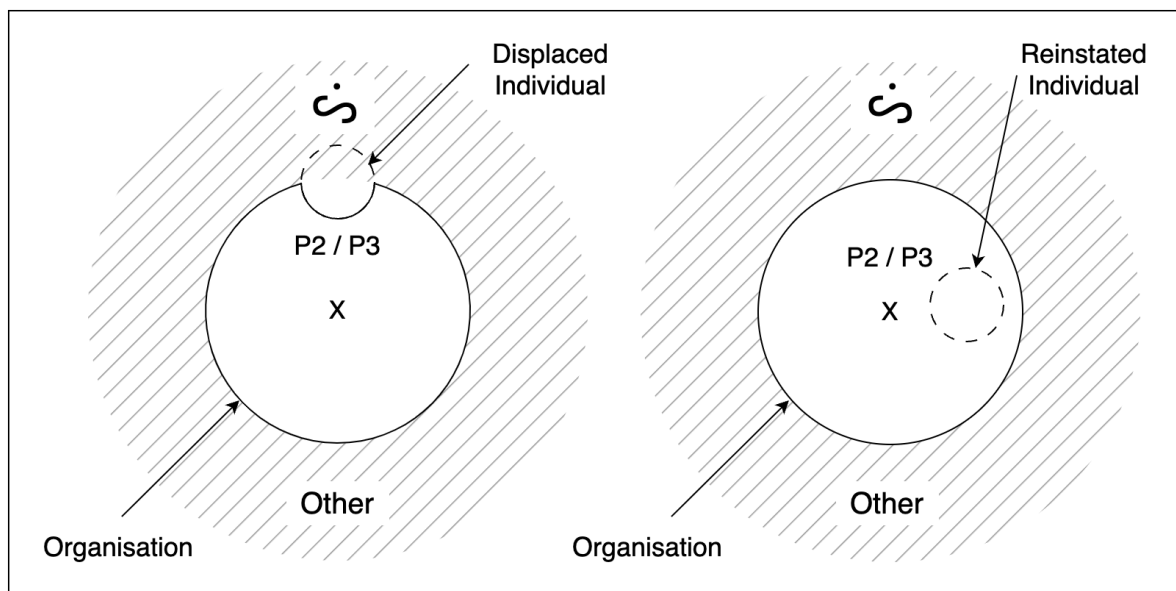 Displaced
Individual
P2 / P3
X
Other
Organisation
Reinstated
Individual
P2 / P3
X
Other
Organisation